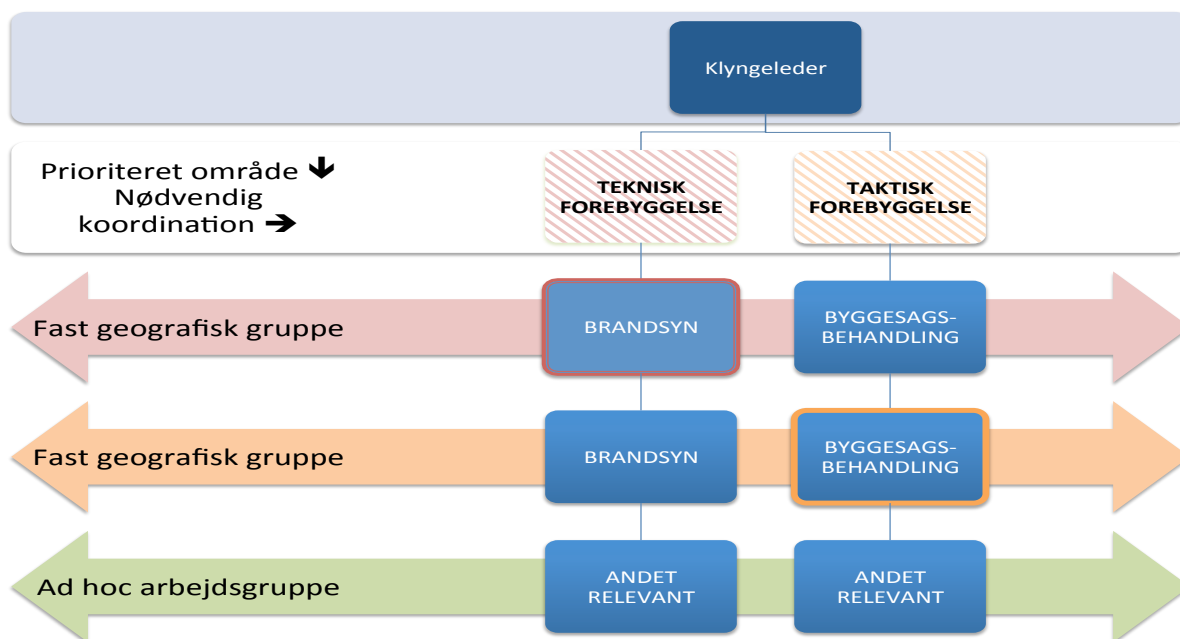 Klyngeleder
Prioriteret område 🡻
Nødvendig
koordination 🡺
TEKNISK
FOREBYGGELSE
TAKTISK
FOREBYGGELSE
Fast geografisk gruppe
BRANDSYN
BYGGESAGS-
BEHANDLING
Fast geografisk gruppe
BRANDSYN
BYGGESAGS-
BEHANDLING
Ad hoc arbejdsgruppe
ANDET
RELEVANT
ANDET
RELEVANT